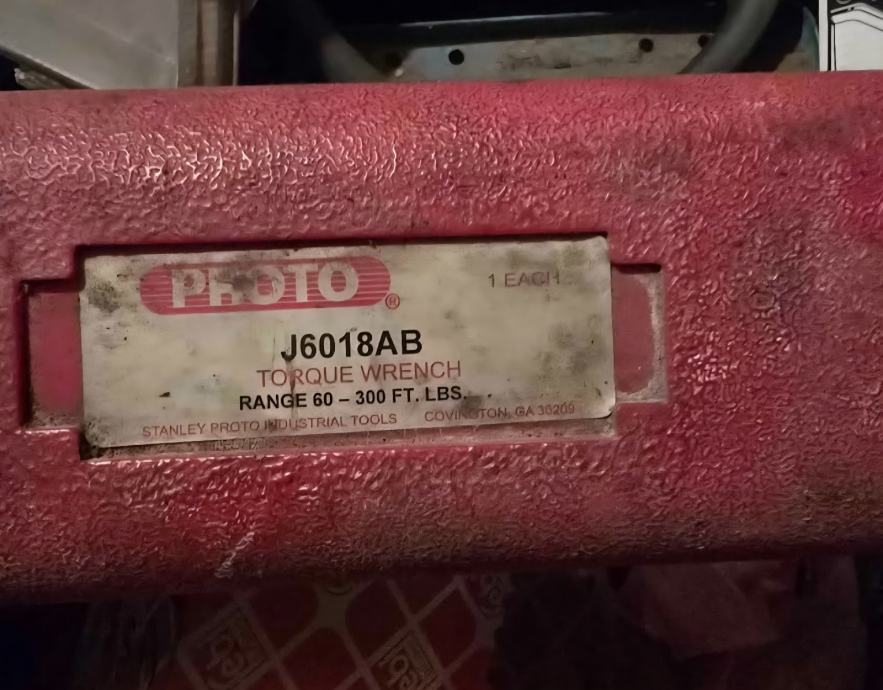 PROTO ®
1 EACH
J6018AB
TORQUE WRENCH
RANGE 60 – 300 FT. LBS.
STANLEY PROTO INDUSTRIAL TOOLS COVINGTON, GA 30209